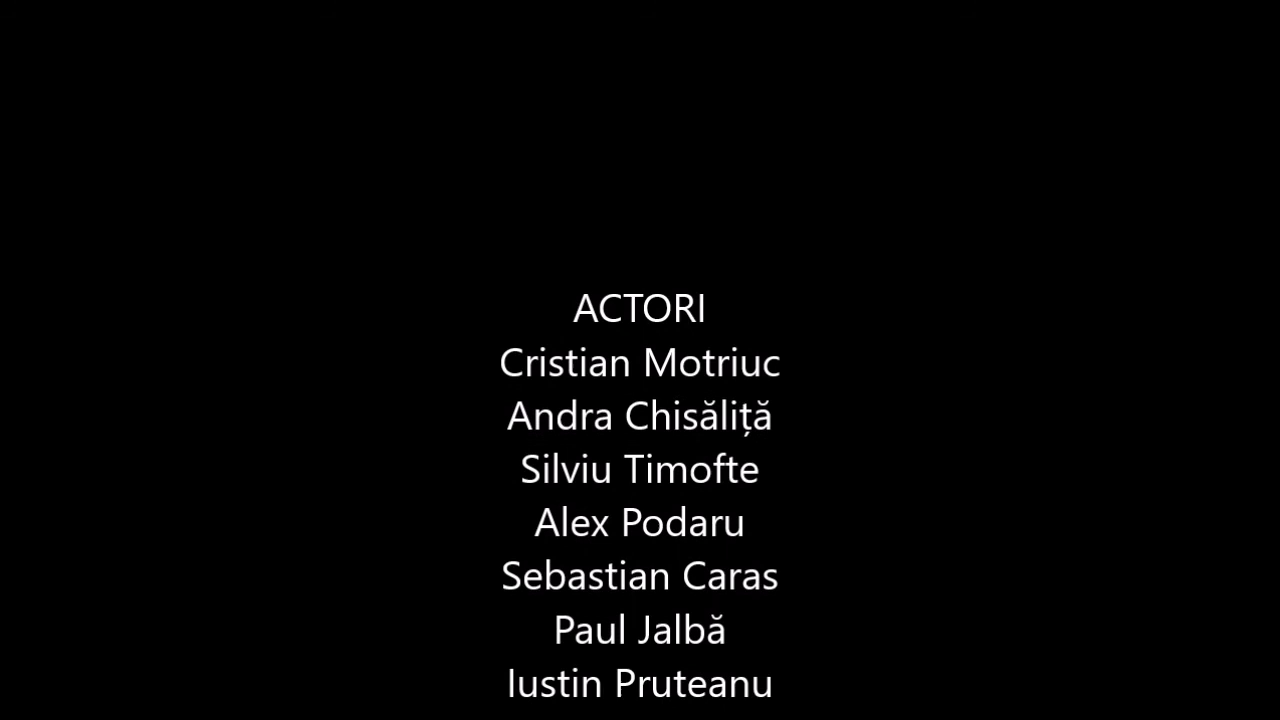 ACTORI
Cristian Motriuc
Andra Chisăliță
Silviu Timofte
Alex Podaru
Sebastian Caras
Paul Jalbă
Iustin Pruteanu